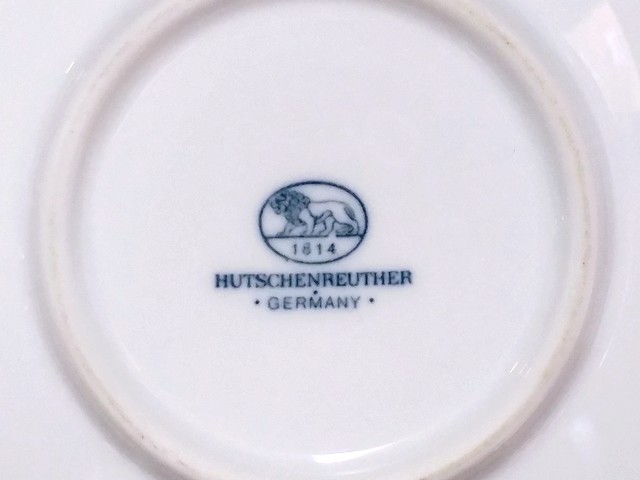 1814
HUTSCHENREUTHER
• GERMANY •